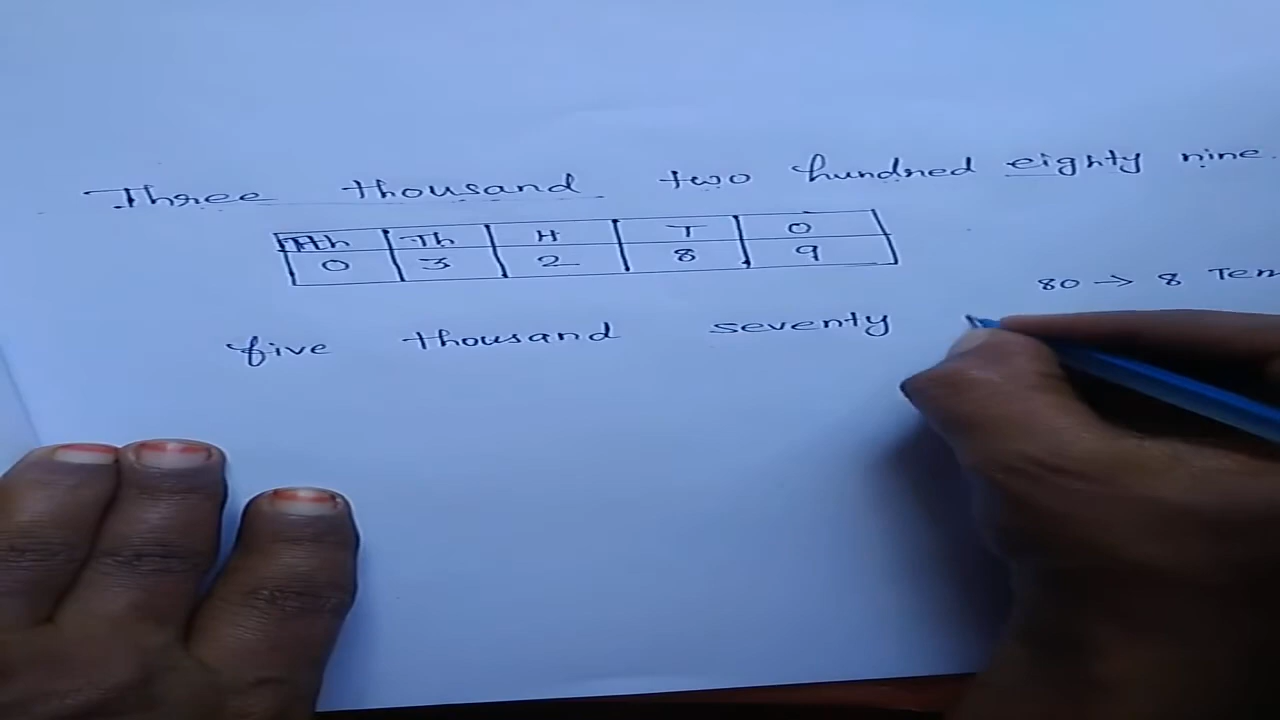 Three thousand two hundred eighty nine.
TTh Th H T O
0 3 2 8 9
80 → 8 Ten
five thousand seventy